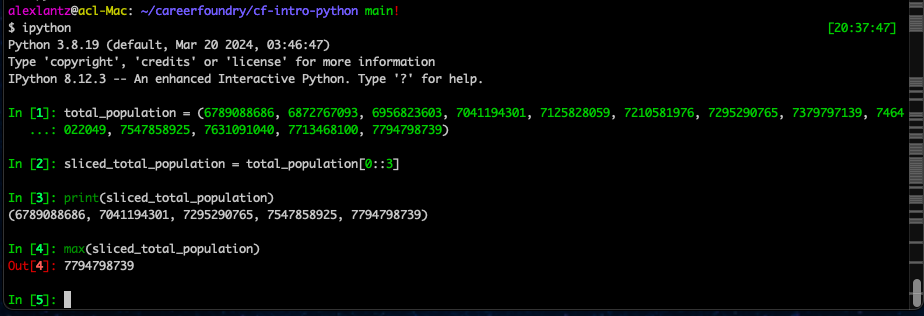 alexlantz@acl-Mac: ~/careerfoundry/cf-intro-python main!
$ ipython [20:37:47]
Python 3.8.19 (default, Mar 20 2024, 03:46:47)
Type 'copyright', 'credits' or 'license' for more information
IPython 8.12.3 -- An enhanced Interactive Python. Type '?' for help.
In [1]: total_population = (6789088686, 6872767093, 6956823603, 7041194301, 7125828059, 7210581976, 7295290765, 7379797139, 7464
...: 022049, 7547858925, 7631091040, 7713468100, 7794798739)
In [2]: sliced_total_population = total_population[0::3]
In [3]: print(sliced_total_population)
(6789088686, 7041194301, 7295290765, 7547858925, 7794798739)
In [4]: max(sliced_total_population)
Out[4]: 7794798739
In [5]: